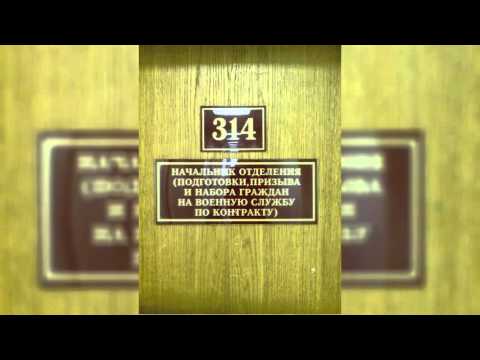 314
НАЧАЛЬНИК ОТДЕЛЕНИЯ
(ПОДГОТОВКИ,ПРИЗЫВА
И НАБОРА ГРАЖДАН
НА ВОЕННУЮ СЛУЖБУ
ПО КОНТРАКТУ)